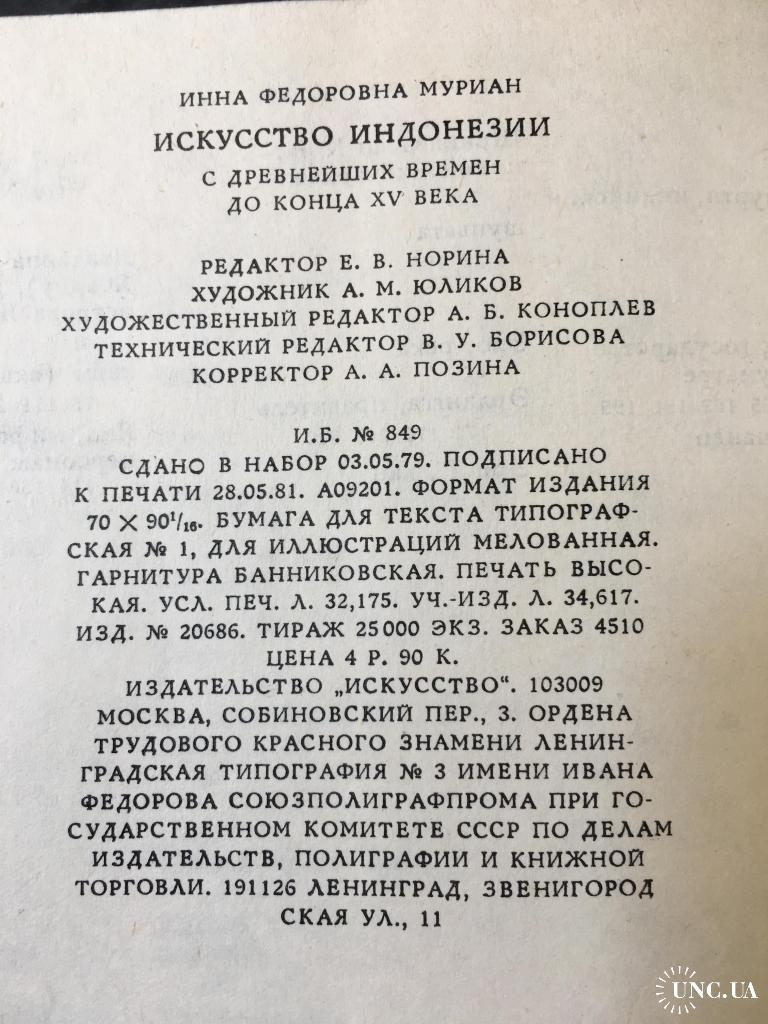 ИННА ФЕДОРОВНА МУРИАН
ИСКУССТВО ИНДОНЕЗИИ
С ДРЕВНЕЙШИХ ВРЕМЕН
ДО КОНЦА XV ВЕКА
РЕДАКТОР Е. В. НОРИНА
ХУДОЖНИК А. М. ЮЛИКОВ
ХУДОЖЕСТВЕННЫЙ РЕДАКТОР А. Б. КОНОПЛЕВ
ТЕХНИЧЕСКИЙ РЕДАКТОР В. У. БОРИСОВА
КОРРЕКТОР А. А. ПОЗИНА
И.Б. № 849
СДАНО В НАБОР 03.05.79. ПОДПИСАНО
К ПЕЧАТИ 28.05.81. А09201. ФОРМАТ ИЗДАНИЯ
70 × 90¹/₁₆. БУМАГА ДЛЯ ТЕКСТА ТИПОГРАФ-
СКАЯ № 1, ДЛЯ ИЛЛЮСТРАЦИЙ МЕЛОВАННАЯ.
ГАРНИТУРА БАННИКОВСКАЯ. ПЕЧАТЬ ВЫСО-
КАЯ. УСЛ. ПЕЧ. Л. 32,175. УЧ.-ИЗД. Л. 34,617.
ИЗД. № 20686. ТИРАЖ 25000 ЭКЗ. ЗАКАЗ 4510
ЦЕНА 4 Р. 90 К.
ИЗДАТЕЛЬСТВО „ИСКУССТВО“. 103009
МОСКВА, СОБИНОВСКИЙ ПЕР., 3. ОРДЕНА
ТРУДОВОГО КРАСНОГО ЗНАМЕНИ ЛЕНИН-
ГРАДСКАЯ ТИПОГРАФИЯ № 3 ИМЕНИ ИВАНА
ФЕДОРОВА СОЮЗПОЛИГРАФПРОМА ПРИ ГО-
СУДАРСТВЕННОМ КОМИТЕТЕ СССР ПО ДЕЛАМ
ИЗДАТЕЛЬСТВ, ПОЛИГРАФИИ И КНИЖНОЙ
ТОРГОВЛИ. 191126 ЛЕНИНГРАД, ЗВЕНИГОРОД
СКАЯ УЛ., 11
UNC.UA